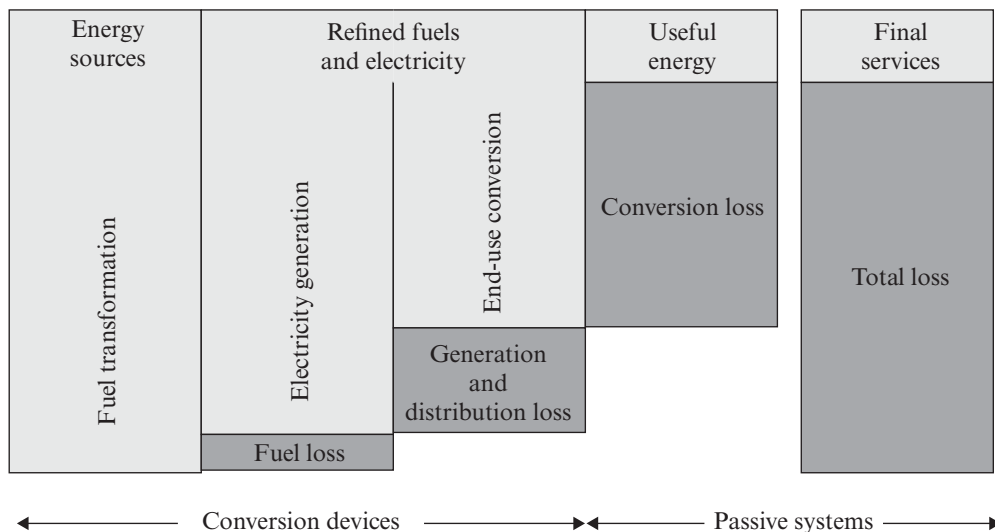 Energy
sources
Refined fuels
and electricity
Useful
energy
Final
services
Fuel transformation
Electricity generation
End-use conversion
Conversion loss
Total loss
Generation
and
distribution loss
Fuel loss
Conversion devices
Passive systems